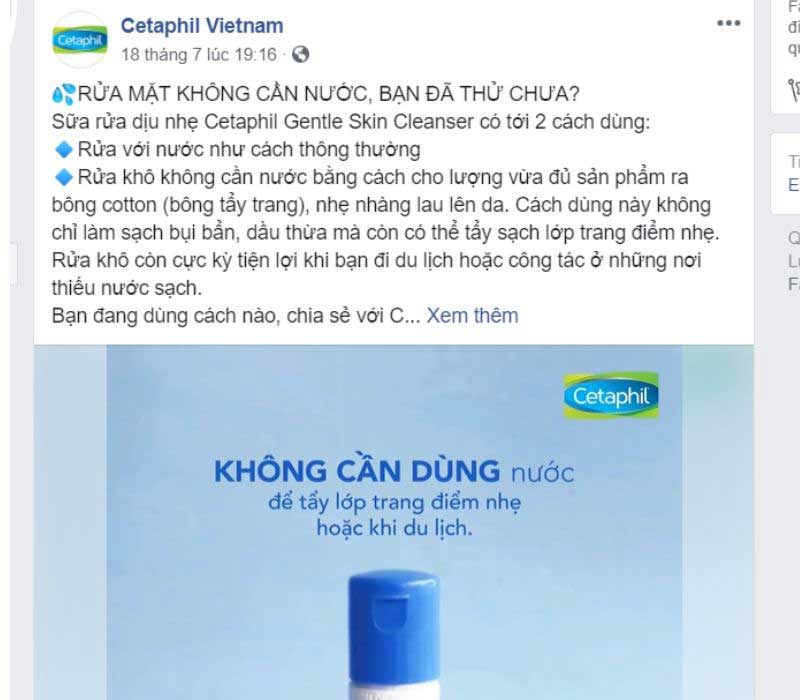 Cetaphil
Cetaphil Vietnam
18 tháng 7 lúc 19:16 ·
RỬA MẶT KHÔNG CẦN NƯỚC, BẠN ĐÃ THỬ CHƯA?
Sữa rửa dịu nhẹ Cetaphil Gentle Skin Cleanser có tới 2 cách dùng:
Rửa với nước như cách thông thường
Rửa khô không cần nước bằng cách cho lượng vừa đủ sản phẩm ra
bông cotton (bông tẩy trang), nhẹ nhàng lau lên da. Cách dùng này không
chỉ làm sạch bụi bẩn, dầu thừa mà còn có thể tẩy sạch lớp trang điểm nhẹ.
Rửa khô còn cực kỳ tiện lợi khi bạn đi du lịch hoặc công tác ở những nơi
thiếu nước sạch.
Bạn đang dùng cách nào, chia sẻ với C... Xem thêm
Cetaphil
KHÔNG CẦN DÙNG nước
để tẩy lớp trang điểm nhẹ
hoặc khi du lịch.